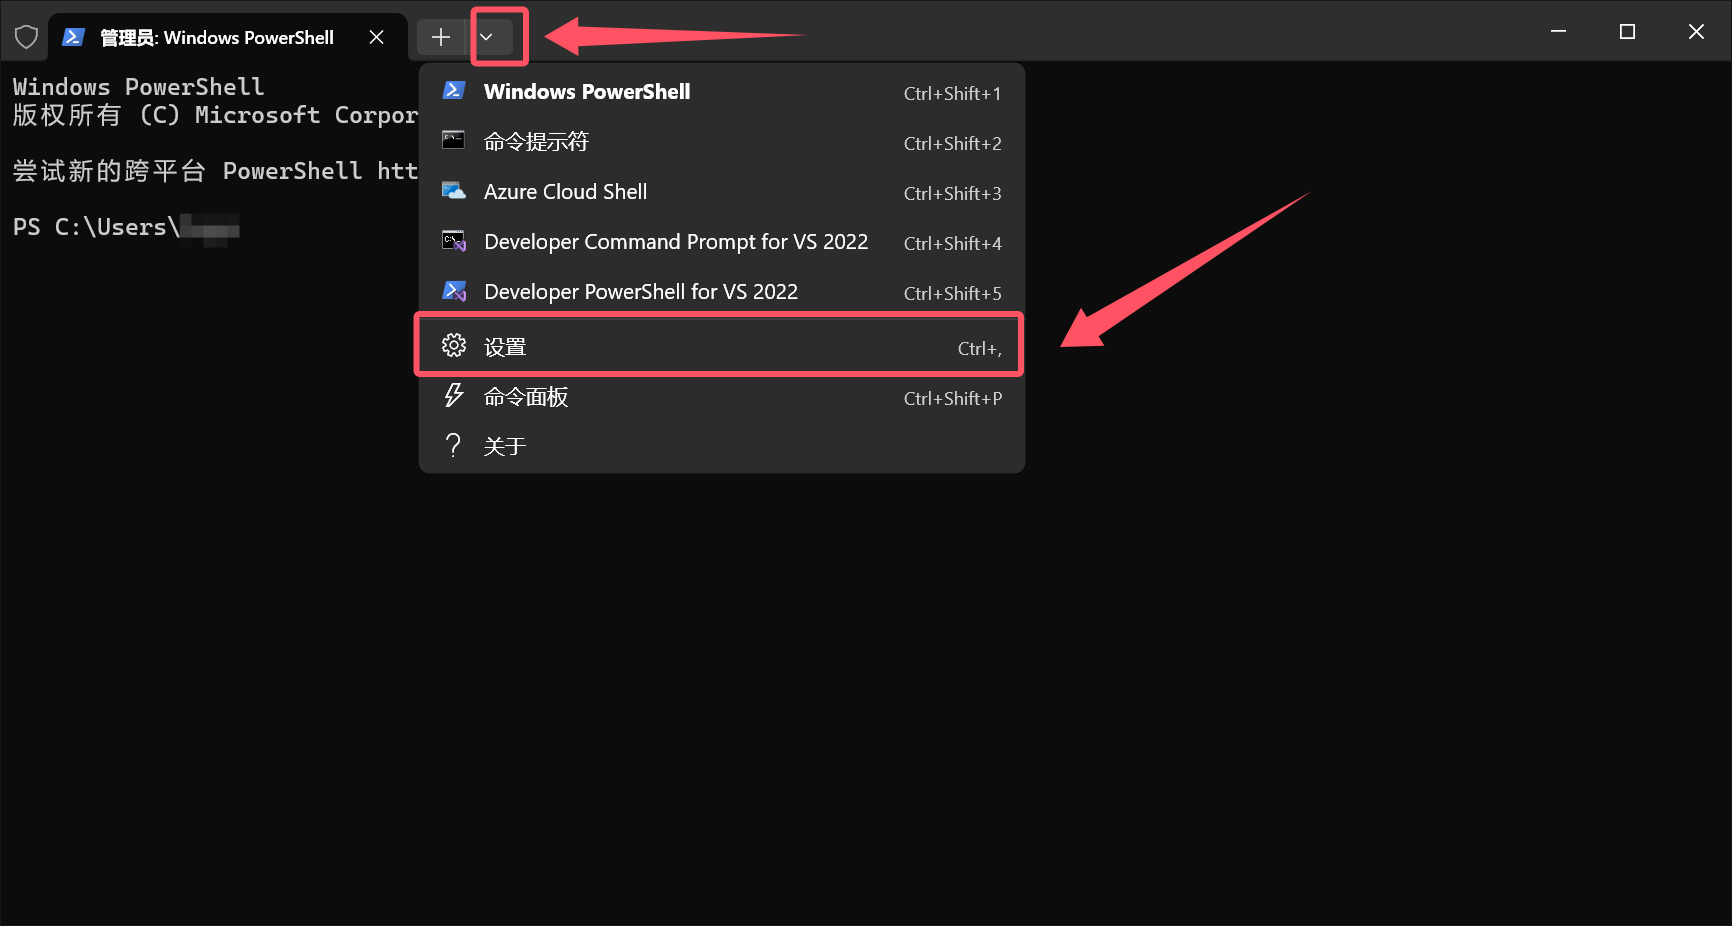 管理员: Windows PowerShell
Windows PowerShell
版权所有 (C) Microsoft Corpor
尝试新的跨平台 PowerShell htt
PS C:\Users\
Windows PowerShell Ctrl+Shift+1
命令提示符 Ctrl+Shift+2
Azure Cloud Shell Ctrl+Shift+3
Developer Command Prompt for VS 2022 Ctrl+Shift+4
Developer PowerShell for VS 2022 Ctrl+Shift+5
设置 Ctrl+,
命令面板 Ctrl+Shift+P
关于